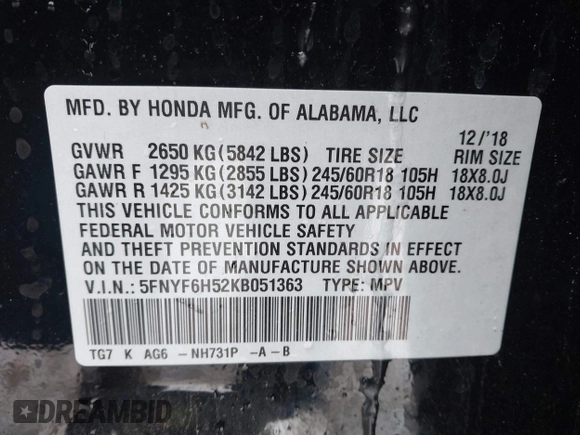 MFD. BY HONDA MFG. OF ALABAMA, LLC
12/'18
GVWR 2650 KG(5842 LBS) TIRE SIZE RIM SIZE
GAWR F 1295 KG(2855 LBS) 245/60R18 105H 18X8.0J
GAWR R 1425 KG(3142 LBS) 245/60R18 105H 18X8.0J
THIS VEHICLE CONFORMS TO ALL APPLICABLE
FEDERAL MOTOR VEHICLE SAFETY
AND THEFT PREVENTION STANDARDS IN EFFECT
ON THE DATE OF MANUFACTURE SHOWN ABOVE.
V.I.N.: 5FNYF6H52KB051363 TYPE: MPV
TG7 K AG6 -NH731P -A-B
DREAMBID